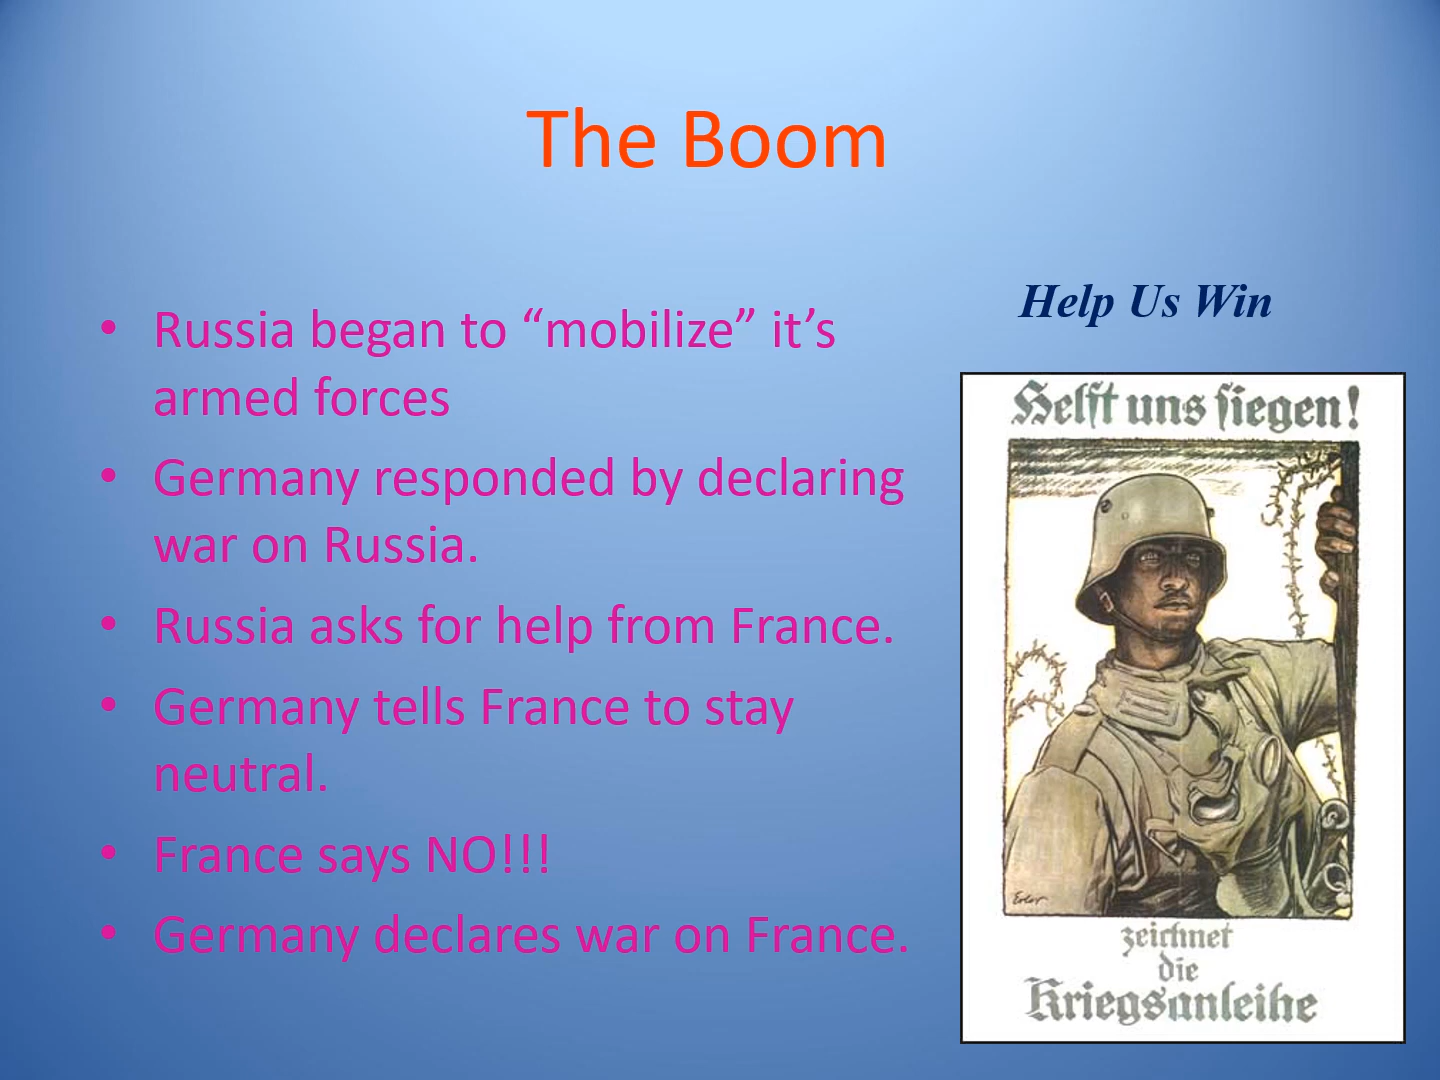 The Boom
• Russia began to “mobilize” it’s
armed forces
• Germany responded by declaring
war on Russia.
• Russia asks for help from France.
• Germany tells France to stay
neutral.
• France says NO!!!
• Germany declares war on France.
Help Us Win
Helft uns siegen!
Erler
zeichnet
die
Kriegsanleihe